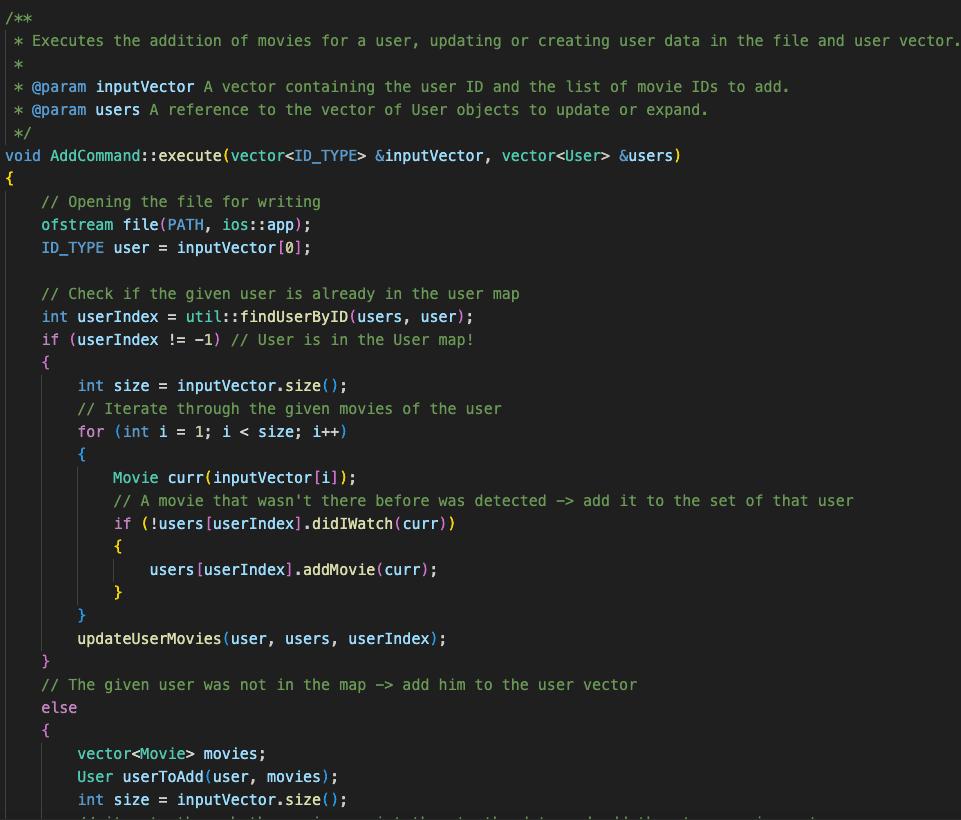 /**
 * Executes the addition of movies for a user, updating or creating user data in the file and user vector.
 *
 * @param inputVector A vector containing the user ID and the list of movie IDs to add.
 * @param users A reference to the vector of User objects to update or expand.
 */
void AddCommand::execute(vector<ID_TYPE> &inputVector, vector<User> &users)
{
    // Opening the file for writing
    ofstream file(PATH, ios::app);
    ID_TYPE user = inputVector[0];

    // Check if the given user is already in the user map
    int userIndex = util::findUserByID(users, user);
    if (userIndex != -1) // User is in the User map!
    {
        int size = inputVector.size();
        // Iterate through the given movies of the user
        for (int i = 1; i < size; i++)
        {
            Movie curr(inputVector[i]);
            // A movie that wasn't there before was detected -> add it to the set of that user
            if (!users[userIndex].didIWatch(curr))
            {
                users[userIndex].addMovie(curr);
            }
        }
        updateUserMovies(user, users, userIndex);
    }
    // The given user was not in the map -> add him to the user vector
    else
    {
        vector<Movie> movies;
        User userToAdd(user, movies);
        int size = inputVector.size();